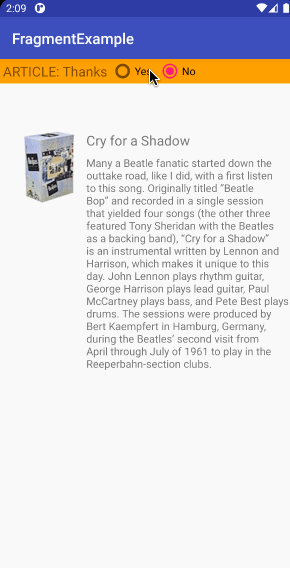 2:09
FragmentExample
ARTICLE: Thanks Yes No
Cry for a Shadow
Many a Beatle fanatic started down the
outtake road, like I did, with a first listen
to this song. Originally titled "Beatle
Bop" and recorded in a single session
that yielded four songs (the other three
featured Tony Sheridan with the Beatles
as a backing band), "Cry for a Shadow"
is an instrumental written by Lennon and
Harrison, which makes it unique to this
day. John Lennon plays rhythm guitar,
George Harrison plays lead guitar, Paul
McCartney plays bass, and Pete Best plays
drums. The sessions were produced by
Bert Kaempfert in Hamburg, Germany,
during the Beatles' second visit from
April through July of 1961 to play in the
Reeperbahn-section clubs.